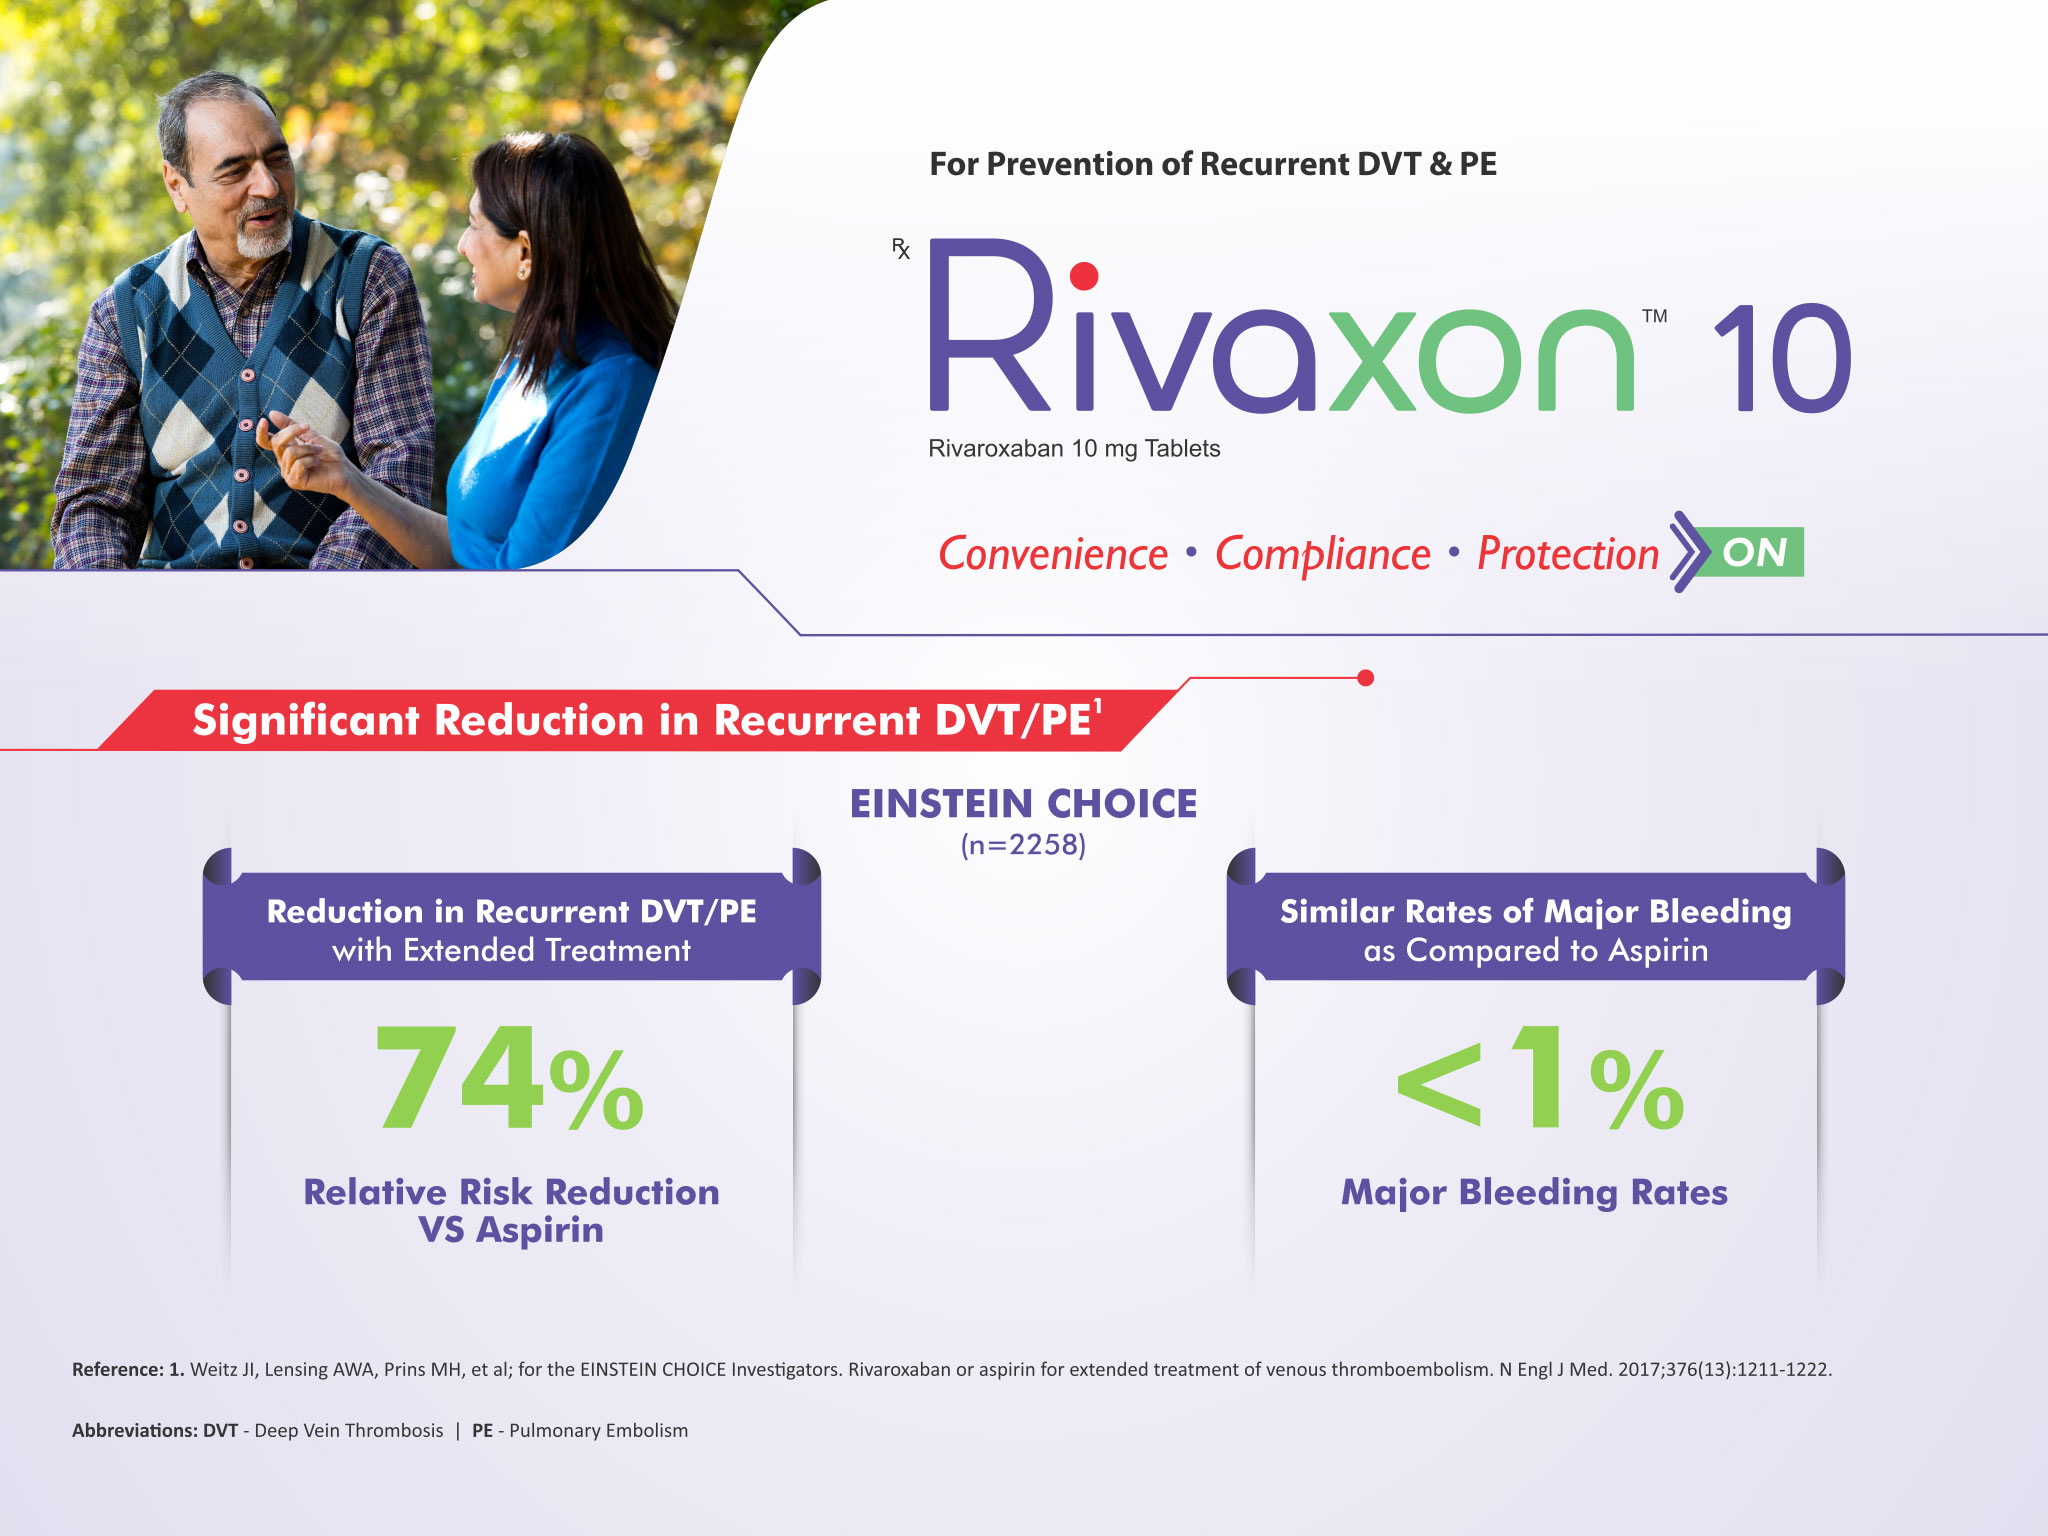 For Prevention of Recurrent DVT & PE
Rx Rivaxon™ 10
Rivaroxaban 10 mg Tablets
Convenience • Compliance • Protection ON
Significant Reduction in Recurrent DVT/PE¹
EINSTEIN CHOICE
(n=2258)
Reduction in Recurrent DVT/PE
with Extended Treatment
74%
Relative Risk Reduction
VS Aspirin
Similar Rates of Major Bleeding
as Compared to Aspirin
<1%
Major Bleeding Rates
Reference: 1. Weitz JI, Lensing AWA, Prins MH, et al; for the EINSTEIN CHOICE Investigators. Rivaroxaban or aspirin for extended treatment of venous thromboembolism. N Engl J Med. 2017;376(13):1211-1222.
Abbreviations: DVT - Deep Vein Thrombosis | PE - Pulmonary Embolism